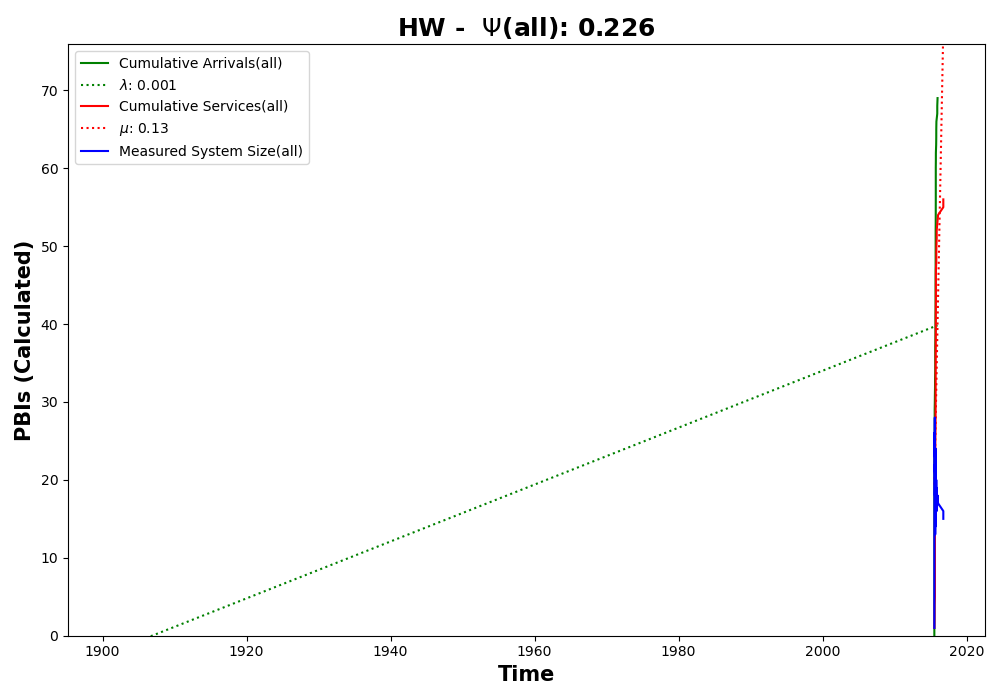 HW -  Ψ(all): 0.226
Cumulative Arrivals(all)
λ: 0.001
Cumulative Services(all)
μ: 0.13
Measured System Size(all)
PBIs (Calculated)
70
60
50
40
30
20
10
0
1900 1920 1940 1960 1980 2000 2020
Time